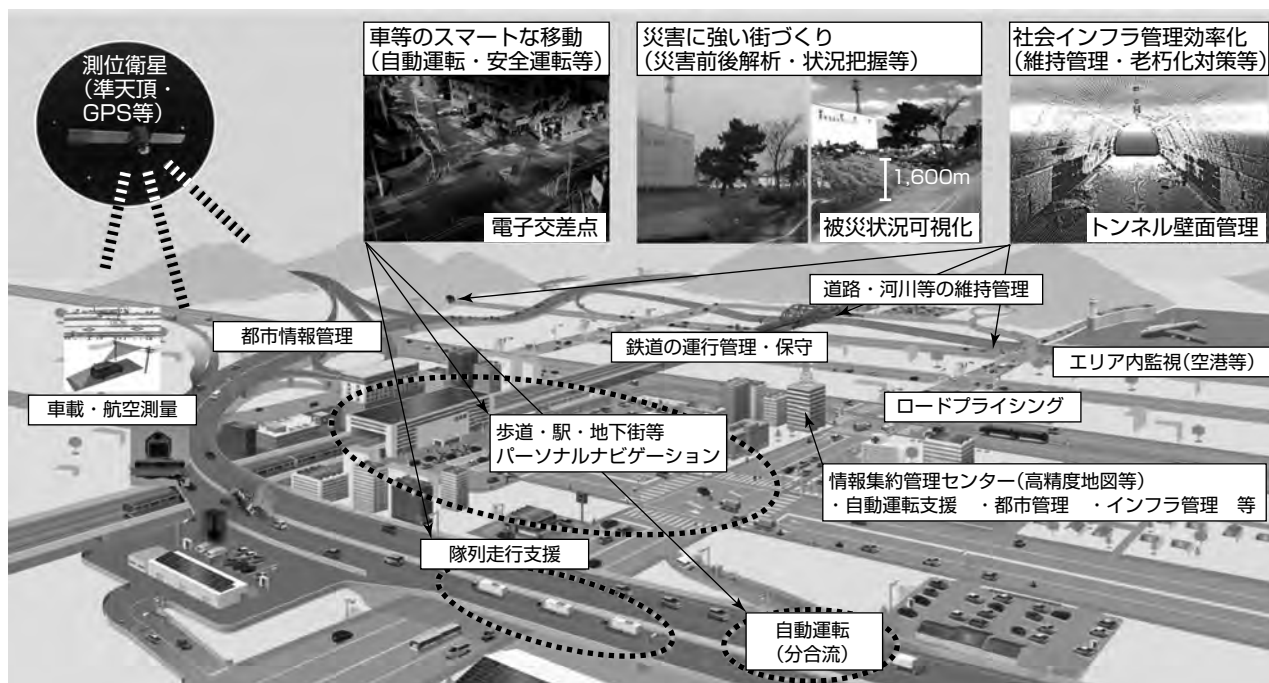 測位衛星
(準天頂・
GPS等)
車等のスマートな移動
(自動運転・安全運転等)
電子交差点
災害に強い街づくり
(災害前後解析・状況把握等)
1,600m
被災状況可視化
社会インフラ管理効率化
(維持管理・老朽化対策等)
トンネル壁面管理
道路・河川等の維持管理
都市情報管理
鉄道の運行管理・保守
エリア内監視(空港等)
車載・航空測量
ロードプライシング
歩道・駅・地下街等
パーソナルナビゲーション
情報集約管理センター(高精度地図等)
・自動運転支援 ・都市管理 ・インフラ管理 等
隊列走行支援
自動運転
(分合流)